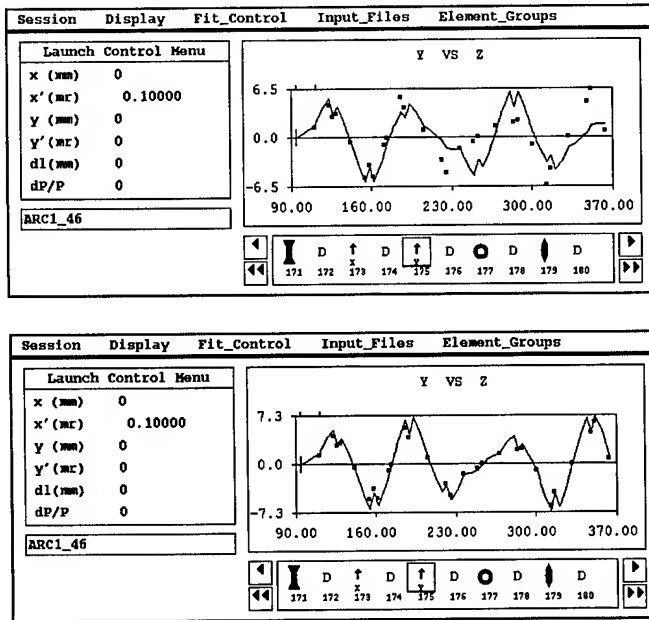 Session Display Fit_Control Input_Files Element_Groups
Launch Control Menu
x (mm) 0
x'(mr) 0.10000
y (mm) 0
y'(mr) 0
dl(mm) 0
dP/P 0
ARC1_46
Y VS Z
6.5
0.0
-6.5
90.00 160.00 230.00 300.00 370.00
D ↑ D ↑ D D D
x Y
171 172 173 174 175 176 177 178 179 180
Session Display Fit_Control Input_Files Element_Groups
Launch Control Menu
x (mm) 0
x'(mr) 0.10000
y (mm) 0
y'(mr) 0
dl(mm) 0
dP/P 0
ARC1_46
Y VS Z
7.3
0.0
-7.3
90.00 160.00 230.00 300.00 370.00
D ↑ D ↑ D D D
x Y
171 172 173 174 175 176 177 178 179 180